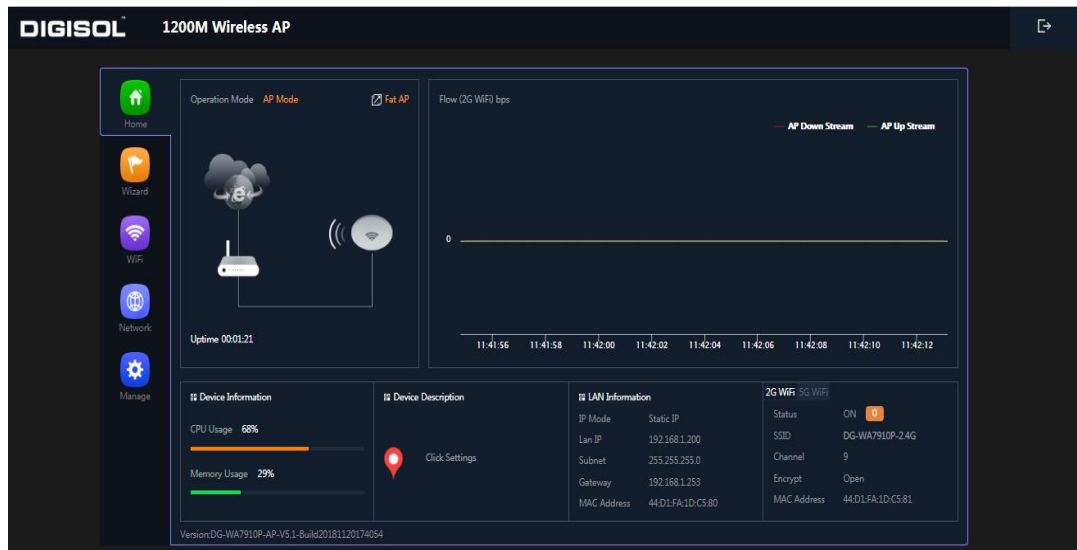 DIGISOL 1200M Wireless AP
Home
Wizard
WiFi
Network
Manage
Operation Mode AP Mode Fat AP
Uptime 00:01:21
Flow (2G WiFi) bps
AP Down Stream AP Up Stream
0
11:41:56 11:41:58 11:42:00 11:42:02 11:42:04 11:42:06 11:42:08 11:42:10 11:42:12
Device Information
CPU Usage 68%
Memory Usage 29%
Device Description
Click Settings
LAN Information
IP Mode Static IP
Lan IP 192.168.1.200
Subnet 255.255.255.0
Gateway 192.168.1.253
MAC Address 44:D1:FA:1D:C5:80
2G WiFi 5G WiFi
Status ON 0
SSID DG-WA7910P-2.4G
Channel 9
Encrypt Open
MAC Address 44:D1:FA:1D:C5:81
Version:DG-WA7910P-AP-V5.1-Build20181120174054